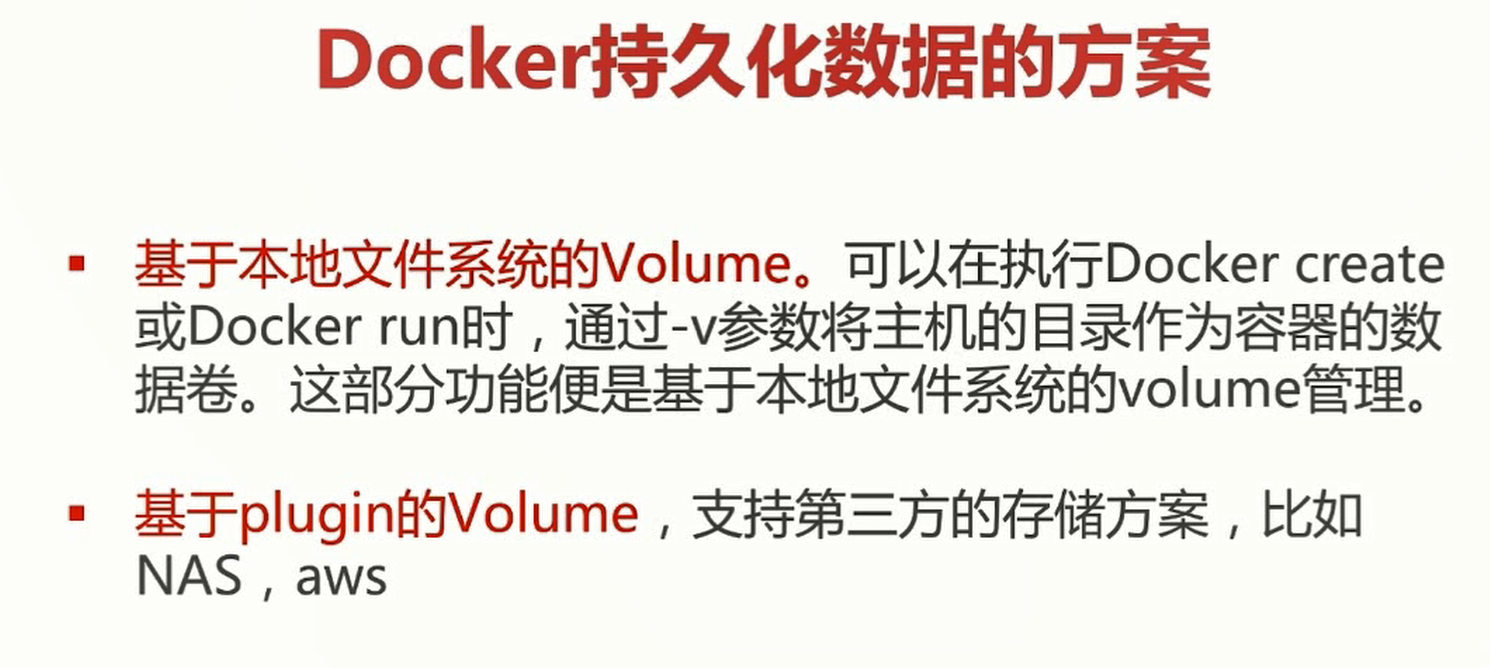 Docker持久化数据的方案
基于本地文件系统的Volume。可以在执行Docker create
或Docker run时，通过-v参数将主机的目录作为容器的数
据卷。这部分功能便是基于本地文件系统的volume管理。
基于plugin的Volume，支持第三方的存储方案，比如
NAS，aws